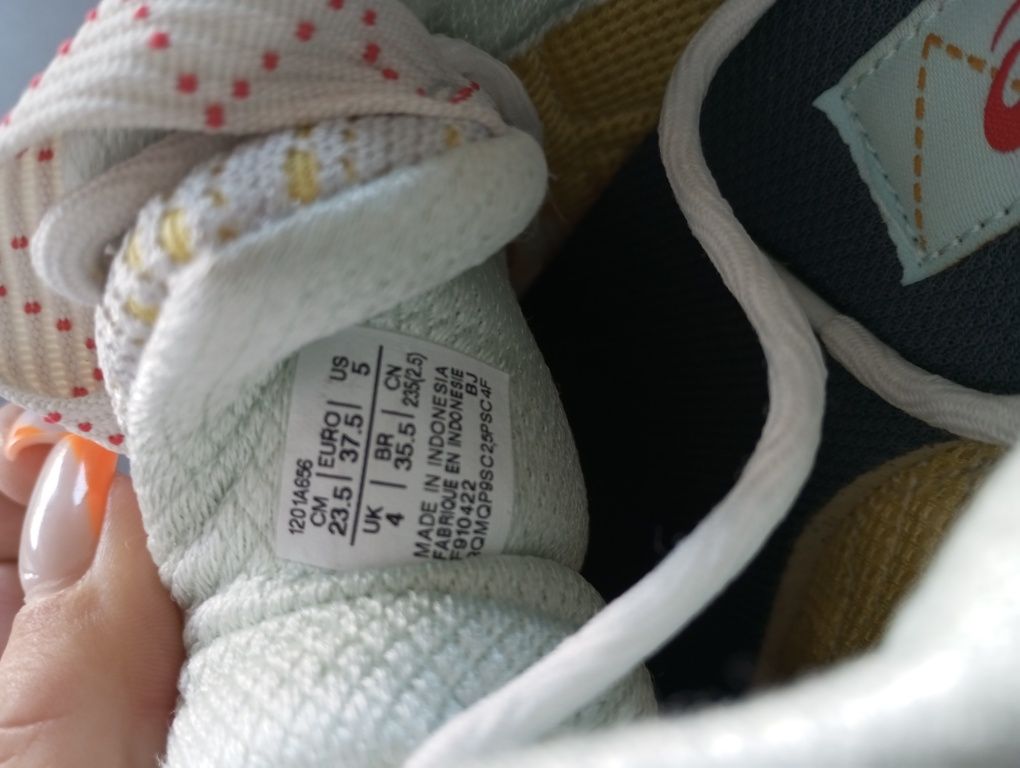 1201A656
CM | EURO | US
23.5 | 37.5 | 5
UK | BR | CN
4 | 35.5 | 235(2.5)
MADE IN INDONESIA
FABRIQUE EN INDONESIE
F910422 BJ